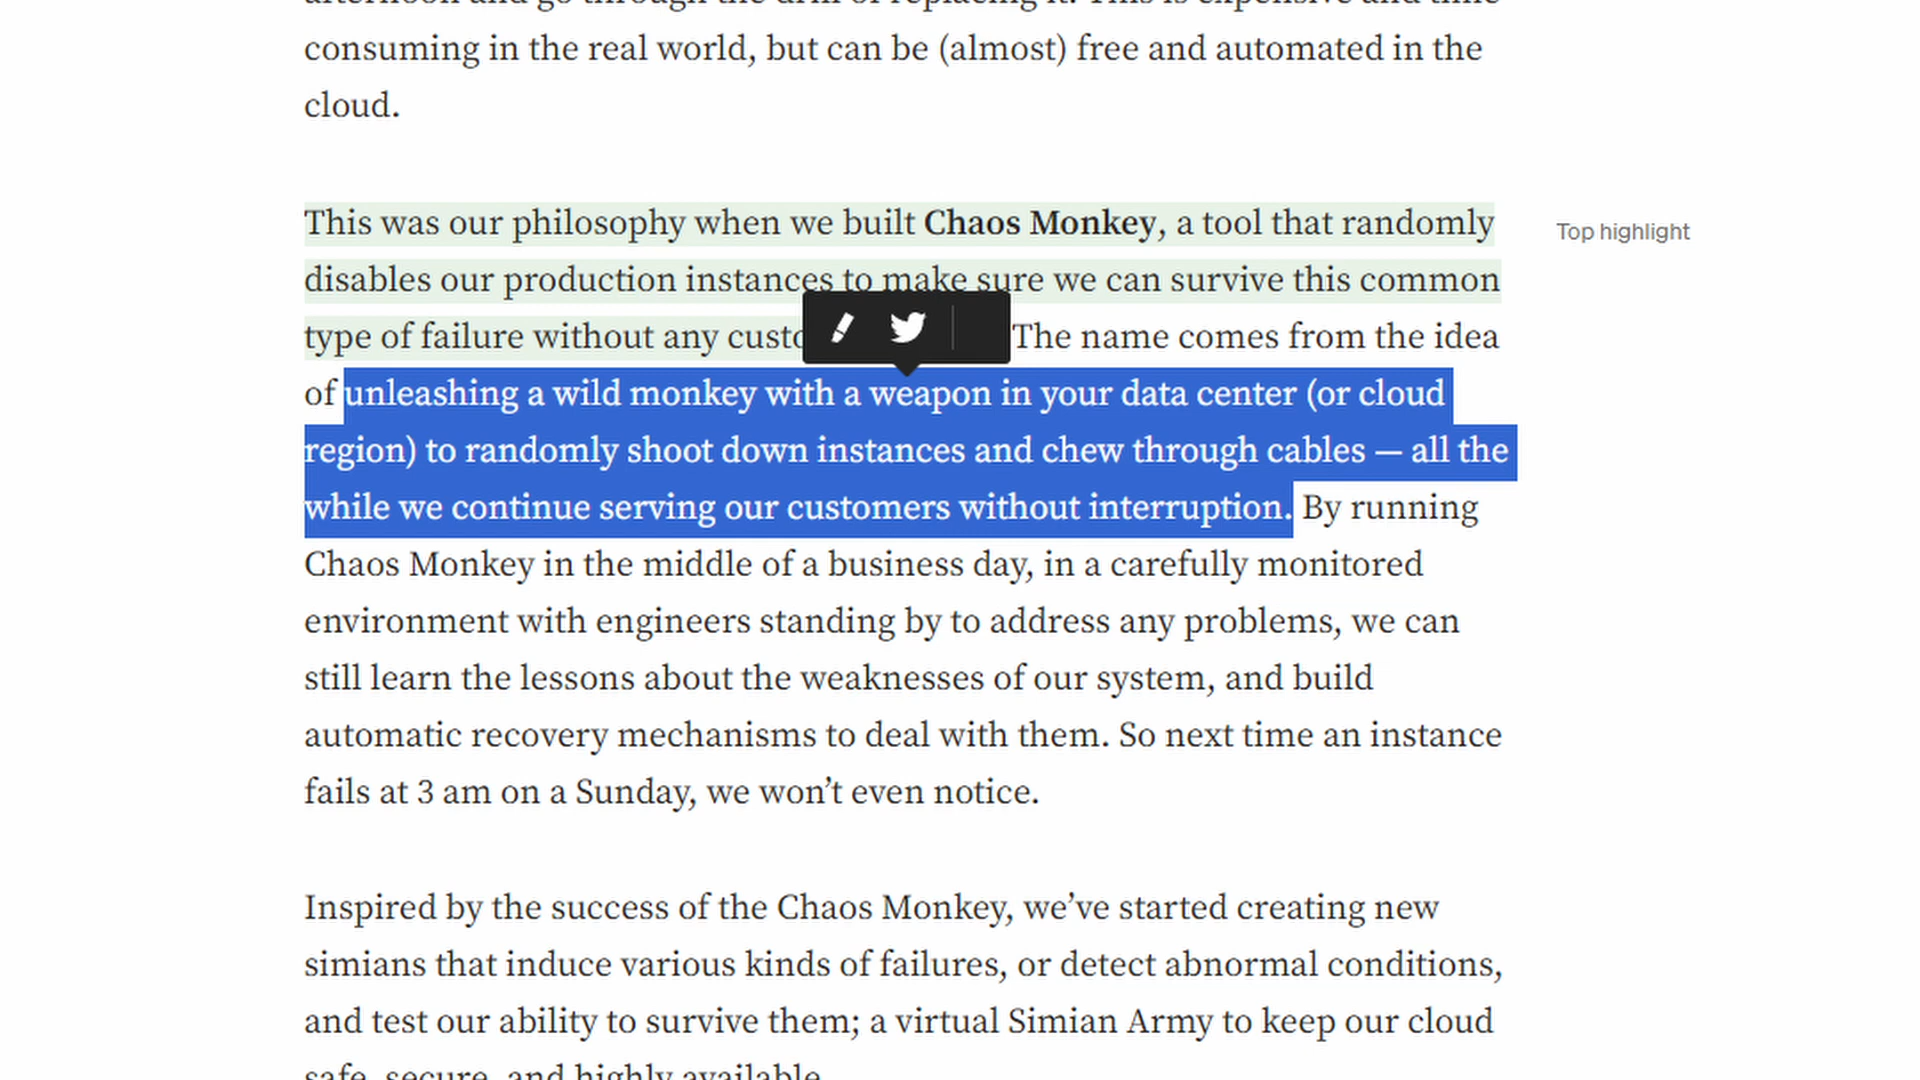 consuming in the real world, but can be (almost) free and automated in the
cloud.
This was our philosophy when we built Chaos Monkey, a tool that randomly
Top highlight
disables our production instances to make sure we can survive this common
type of failure without any custo The name comes from the idea
of unleashing a wild monkey with a weapon in your data center (or cloud
region) to randomly shoot down instances and chew through cables — all the
while we continue serving our customers without interruption. By running
Chaos Monkey in the middle of a business day, in a carefully monitored
environment with engineers standing by to address any problems, we can
still learn the lessons about the weaknesses of our system, and build
automatic recovery mechanisms to deal with them. So next time an instance
fails at 3 am on a Sunday, we won’t even notice.
Inspired by the success of the Chaos Monkey, we’ve started creating new
simians that induce various kinds of failures, or detect abnormal conditions,
and test our ability to survive them; a virtual Simian Army to keep our cloud
safe, secure, and highly available